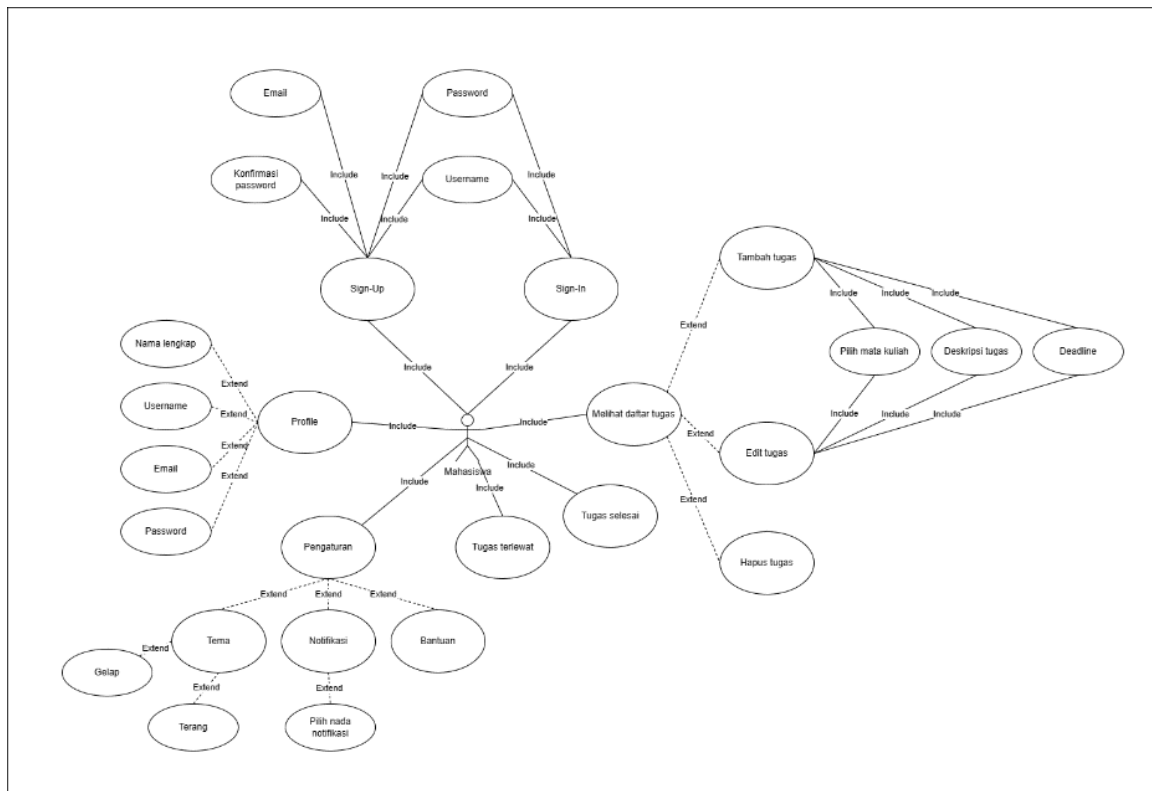 Email
Password
Include
Include
Konfirmasi
password
Username
Include
Include
Include
Include
Sign-Up
Sign-In
Include
Include
Tambah tugas
Include
Include
Include
Extend
Pilih mata kuliah
Deskripsi tugas
Deadline
Nama lengkap
Extend
Username
Extend
Profile
Include
Mahasiswa
Include
Melihat daftar tugas
Include
Include
Include
Extend
Edit tugas
Extend
Email
Extend
Password
Include
Include
Include
Tugas selesai
Extend
Hapus tugas
Pengaturan
Tugas terlewat
Extend
Extend
Extend
Tema
Notifikasi
Bantuan
Extend
Gelap
Extend
Extend
Terang
Pilih nada
notifikasi